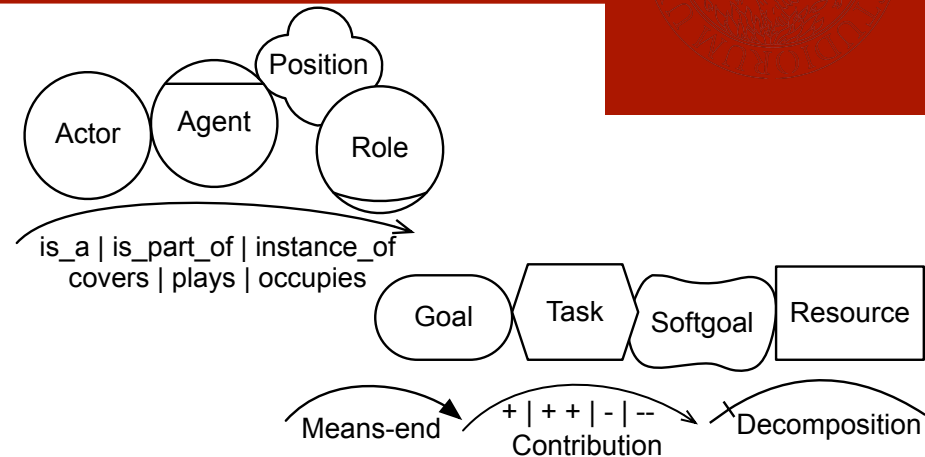 Position
Actor
Agent
Role
is_a | is_part_of | instance_of
covers | plays | occupies
Goal
Task
Softgoal
Resource
Means-end
+ | + + | - | --
Contribution
Decomposition